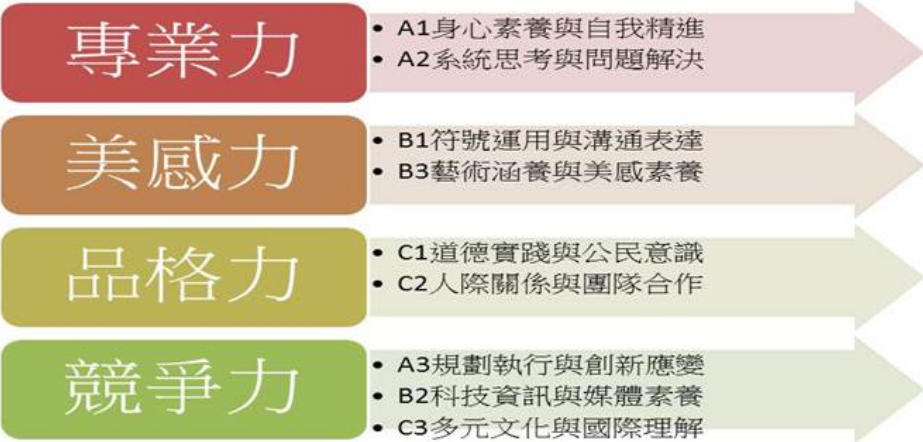 專業力
• A1身心素養與自我精進
• A2系統思考與問題解決
美感力
• B1符號運用與溝通表達
• B3藝術涵養與美感素養
品格力
• C1道德實踐與公民意識
• C2人際關係與團隊合作
競爭力
• A3規劃執行與創新應變
• B2科技資訊與媒體素養
• C3多元文化與國際理解